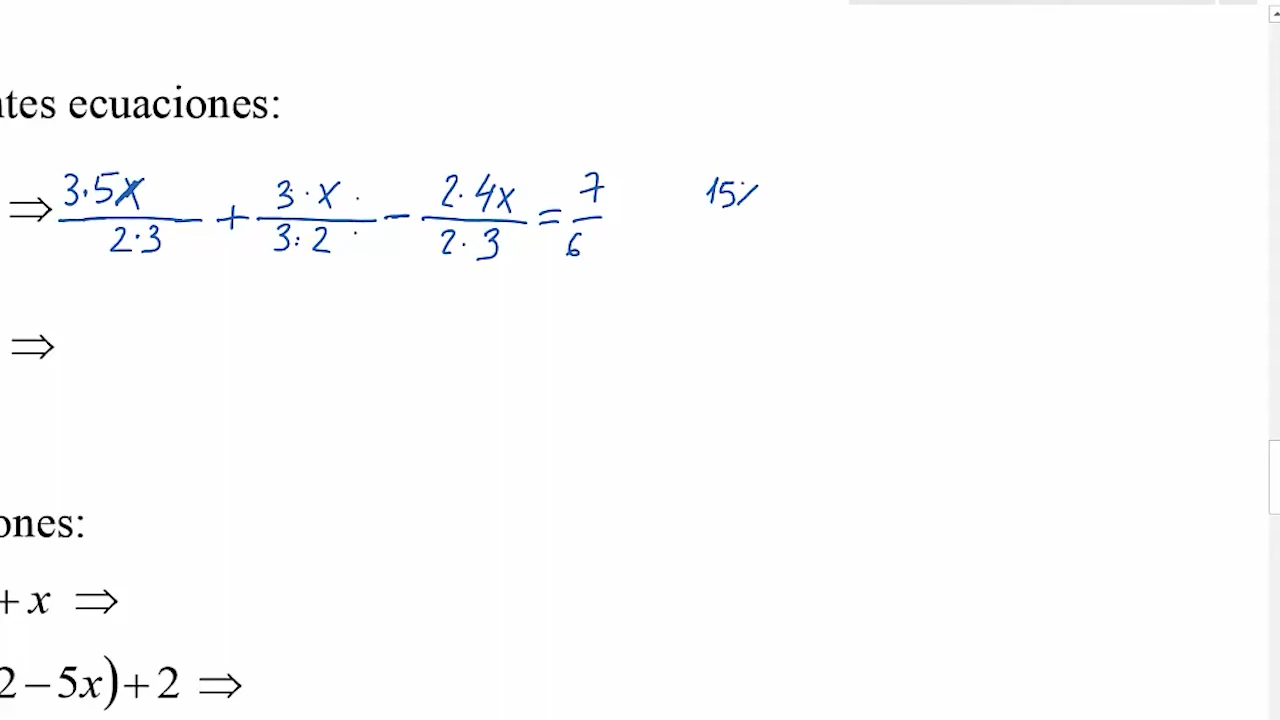 ntes ecuaciones:
⇒ 3·5x/2·3 + 3·x/3·2 − 2·4x/2·3 = 7/6 15x
⇒
ones:
+ x ⇒
2 − 5x) + 2 ⇒